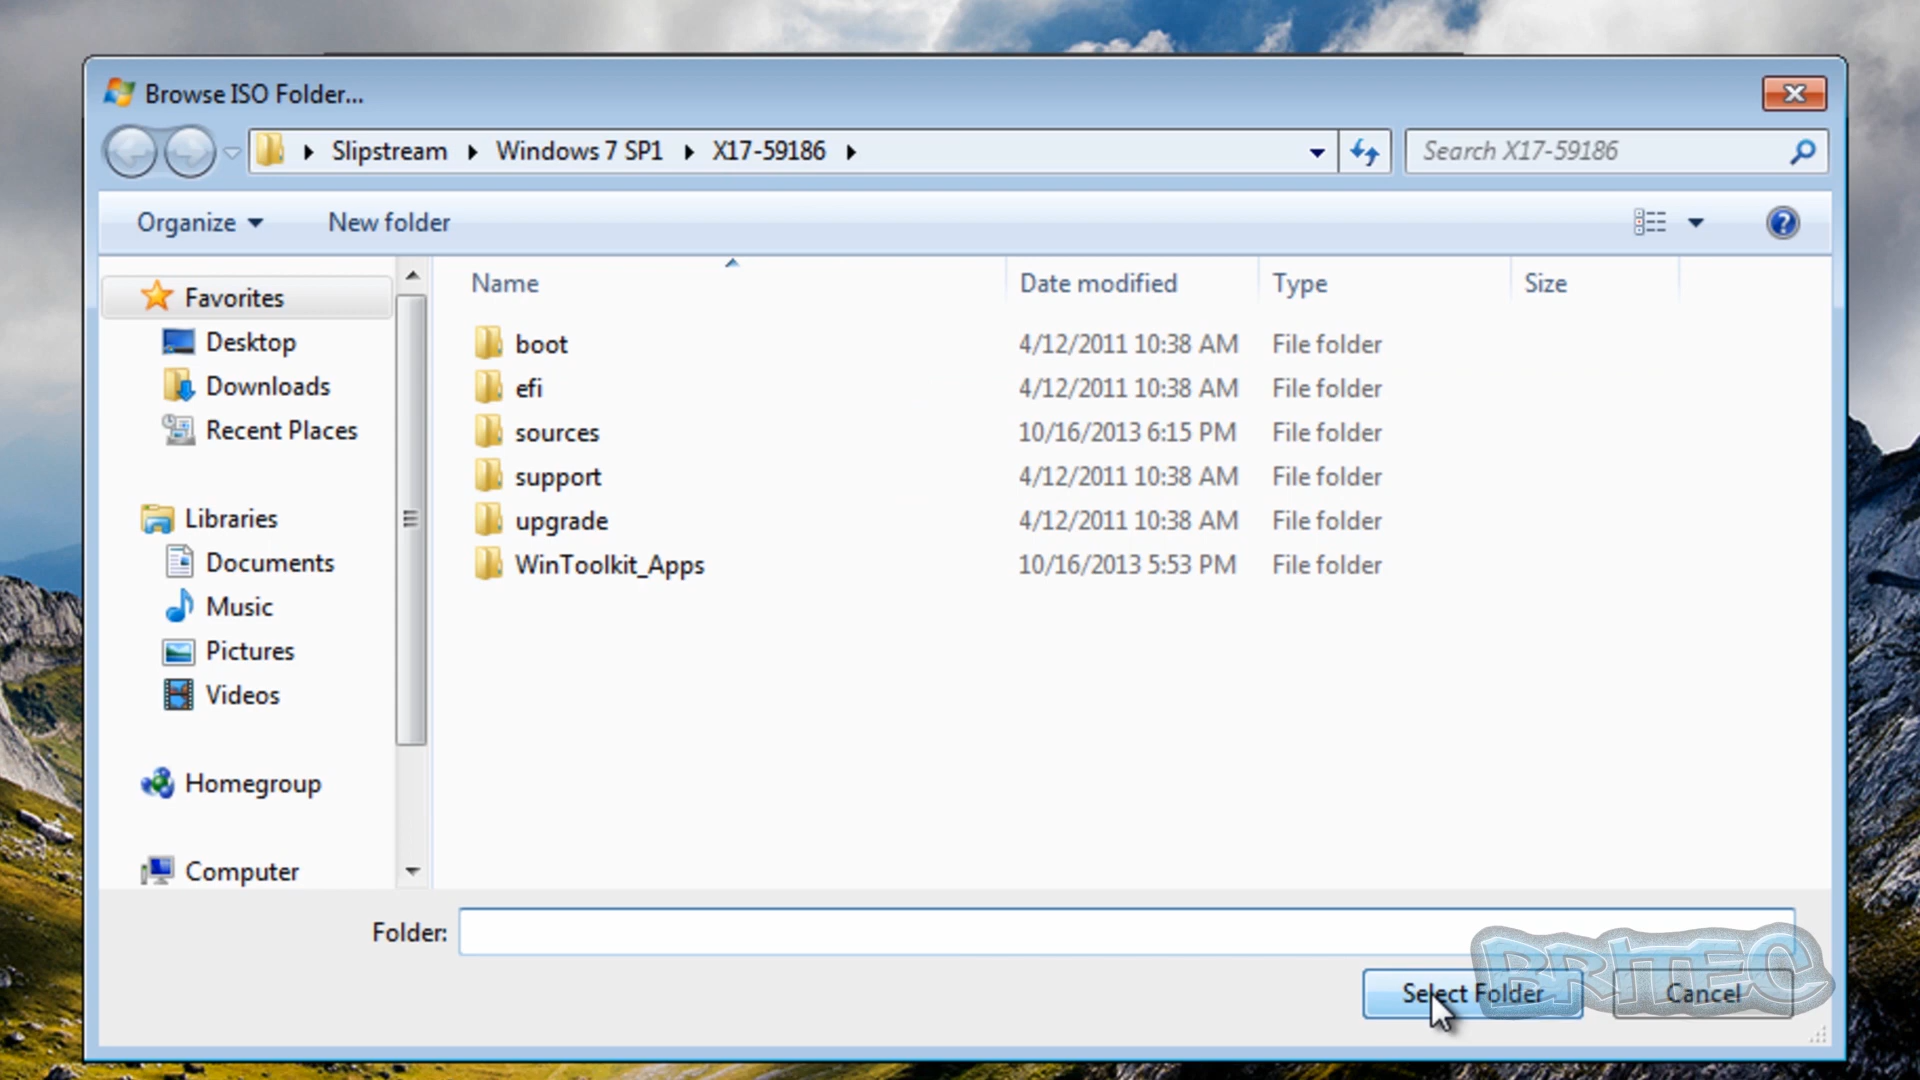 Browse ISO Folder...
Slipstream Windows 7 SP1 X17-59186
Search X17-59186
Organize New folder
Name Date modified Type Size
Favorites
Desktop
Downloads
Recent Places
Libraries
Documents
Music
Pictures
Videos
Homegroup
Computer
boot 4/12/2011 10:38 AM File folder
efi 4/12/2011 10:38 AM File folder
sources 10/16/2013 6:15 PM File folder
support 4/12/2011 10:38 AM File folder
upgrade 4/12/2011 10:38 AM File folder
WinToolkit_Apps 10/16/2013 5:53 PM File folder
Folder:
Select Folder Cancel
BRITEC